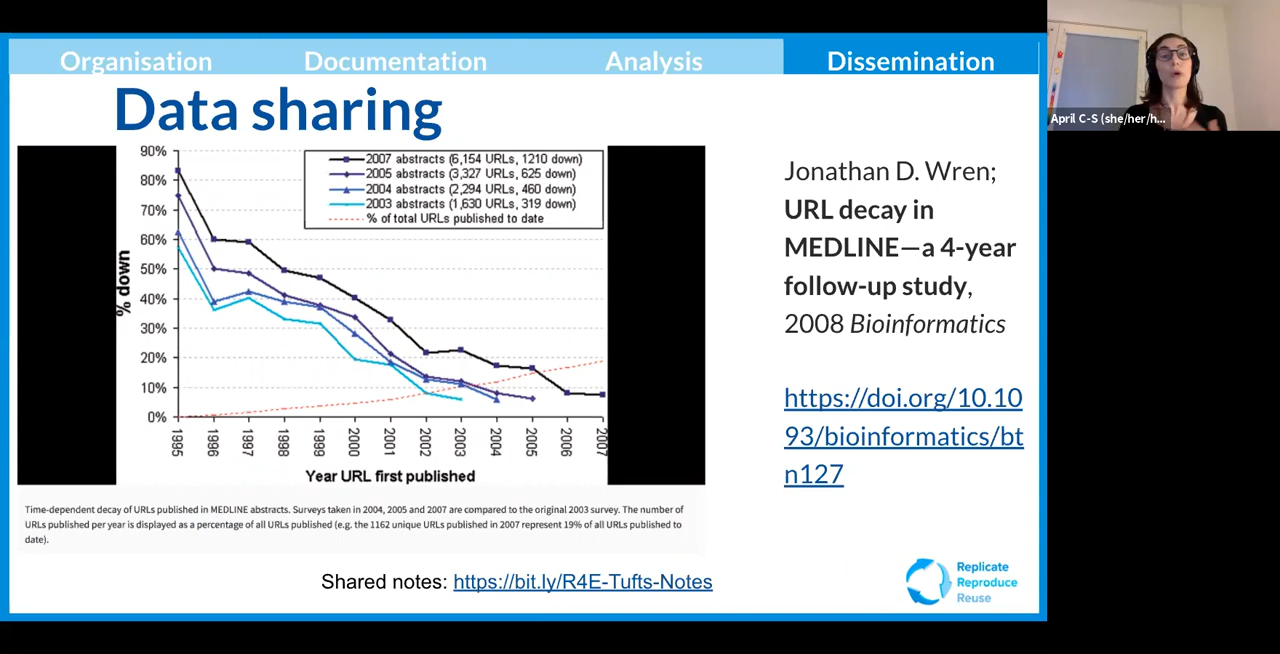 Organisation
Documentation
Analysis
Dissemination
April C-S (she/her/h...
Data sharing
90%
80%
70%
60%
50%
40%
30%
20%
10%
0%
% down
2007 abstracts (6,154 URLs, 1210 down)
2005 abstracts (3,327 URLs, 625 down)
2004 abstracts (2,294 URLs, 460 down)
2003 abstracts (1,630 URLs, 319 down)
% of total URLs published to date
1995
1996
1997
1998
1999
2000
2001
2002
2003
2004
2005
2006
2007
Year URL first published
Time-dependent decay of URLs published in MEDLINE abstracts. Surveys taken in 2004, 2005 and 2007 are compared to the original 2003 survey. The number of
URLs published per year is displayed as a percentage of all URLs published (e.g. the 1162 unique URLs published in 2007 represent 19% of all URLs published to
date).
Jonathan D. Wren;
URL decay in
MEDLINE—a 4-year
follow-up study,
2008 Bioinformatics
https://doi.org/10.10
93/bioinformatics/bt
n127
Shared notes: https://bit.ly/R4E-Tufts-Notes
Replicate
Reproduce
Reuse